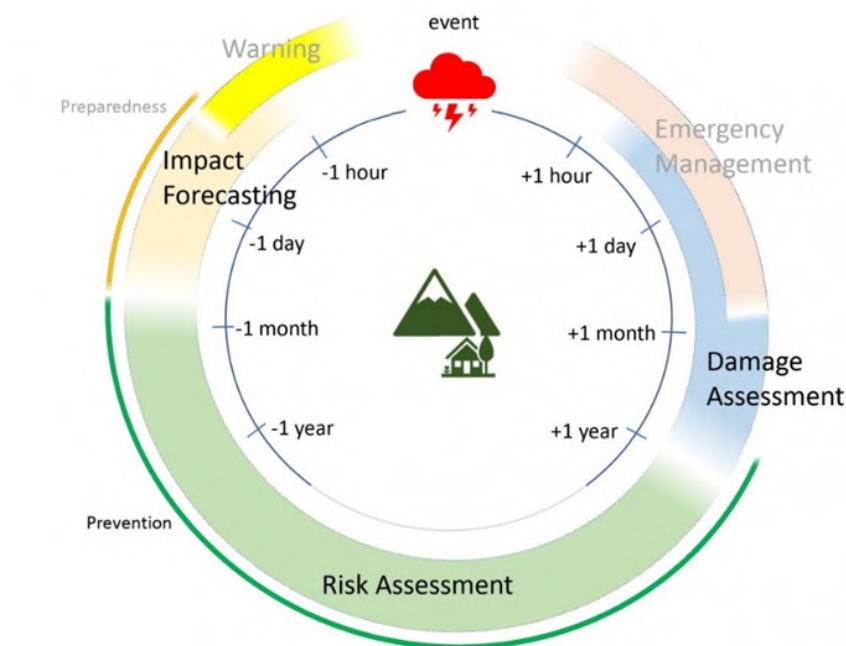 event
Warning
Preparedness
Impact
Forecasting
-1 hour
+1 hour
Emergency
Management
-1 day
+1 day
-1 month
+1 month
Damage
Assessment
-1 year
+1 year
Prevention
Risk Assessment